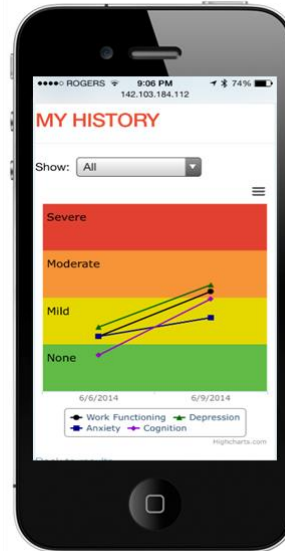 ROGERS 9:06 PM 74%
142.103.184.112
MY HISTORY
Show: All
Severe
Moderate
Mild
None
6/6/2014 6/9/2014
Work Functioning Depression
Anxiety Cognition
Highcharts.com